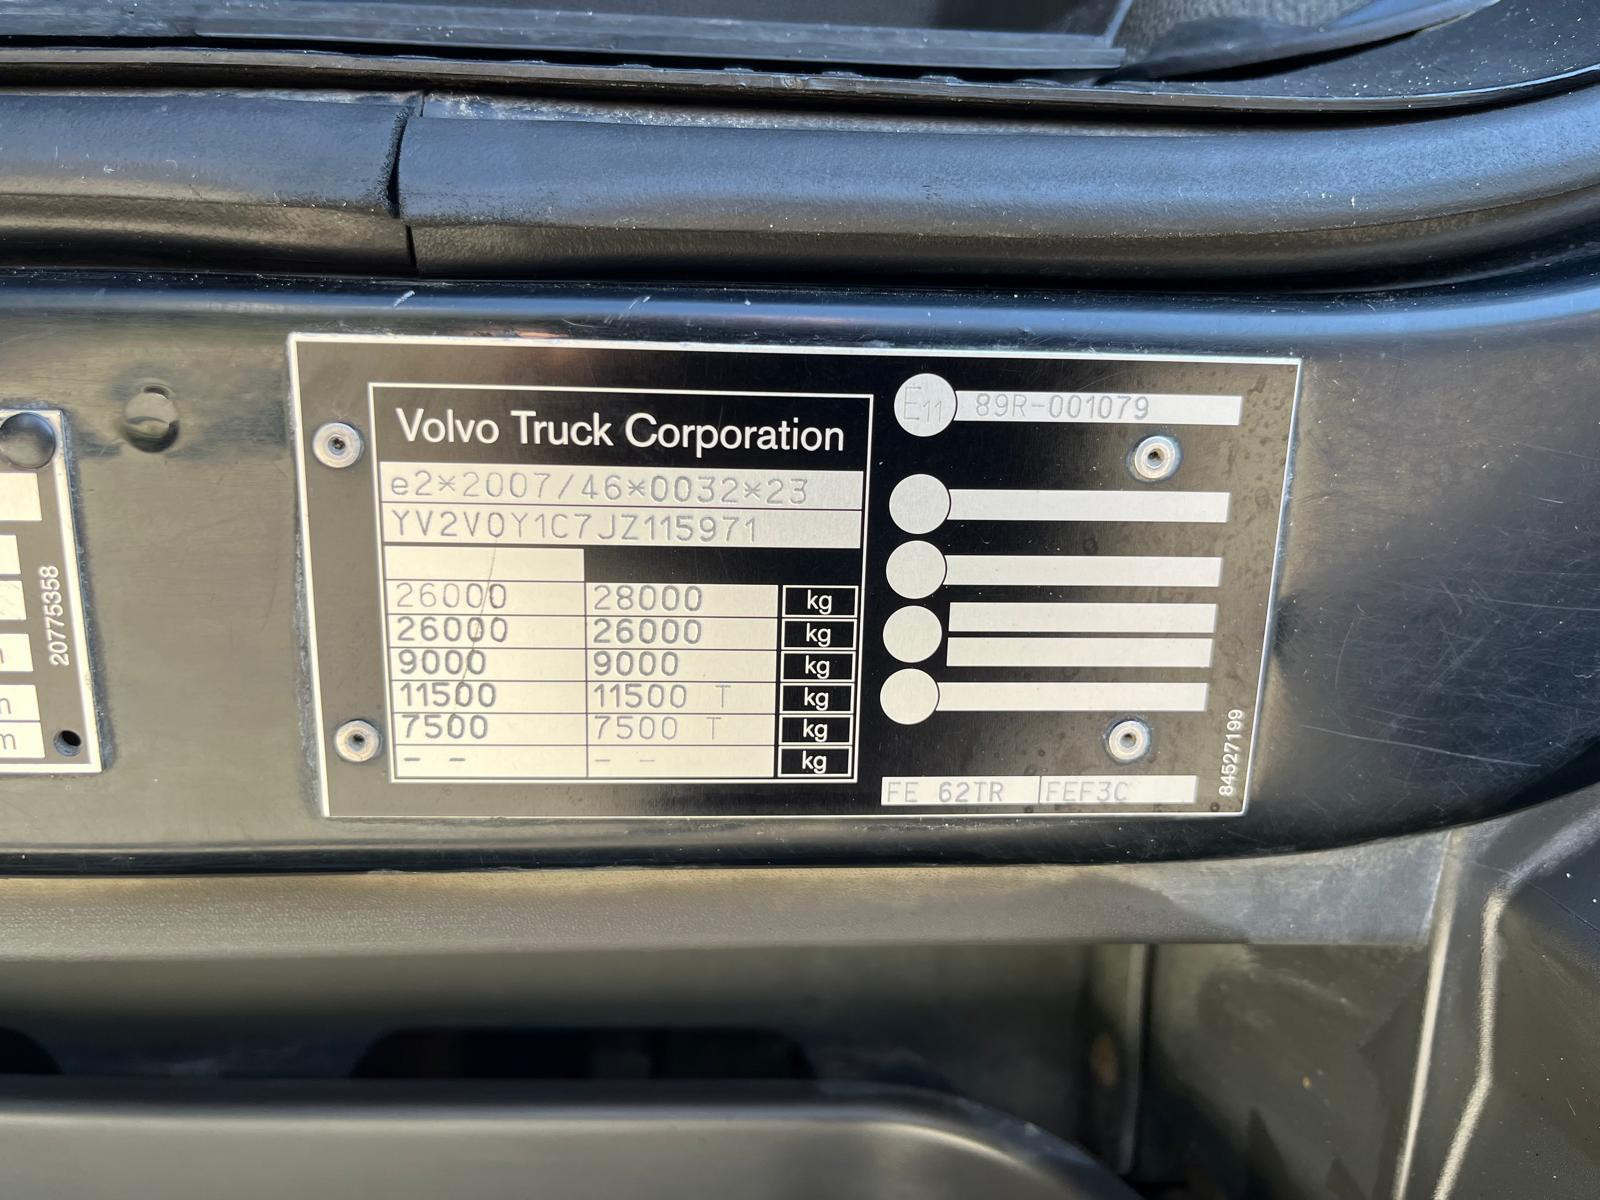 Volvo Truck Corporation
e2*2007/46*0032*23
YV2V0Y1C7JZ115971
26000 28000 kg
26000 26000 kg
9000 9000 kg
11500 11500 T kg
7500 7500 T kg
- - - - kg
E11 89R-001079
FE 62TR FEF3C
84527199
20775358
m